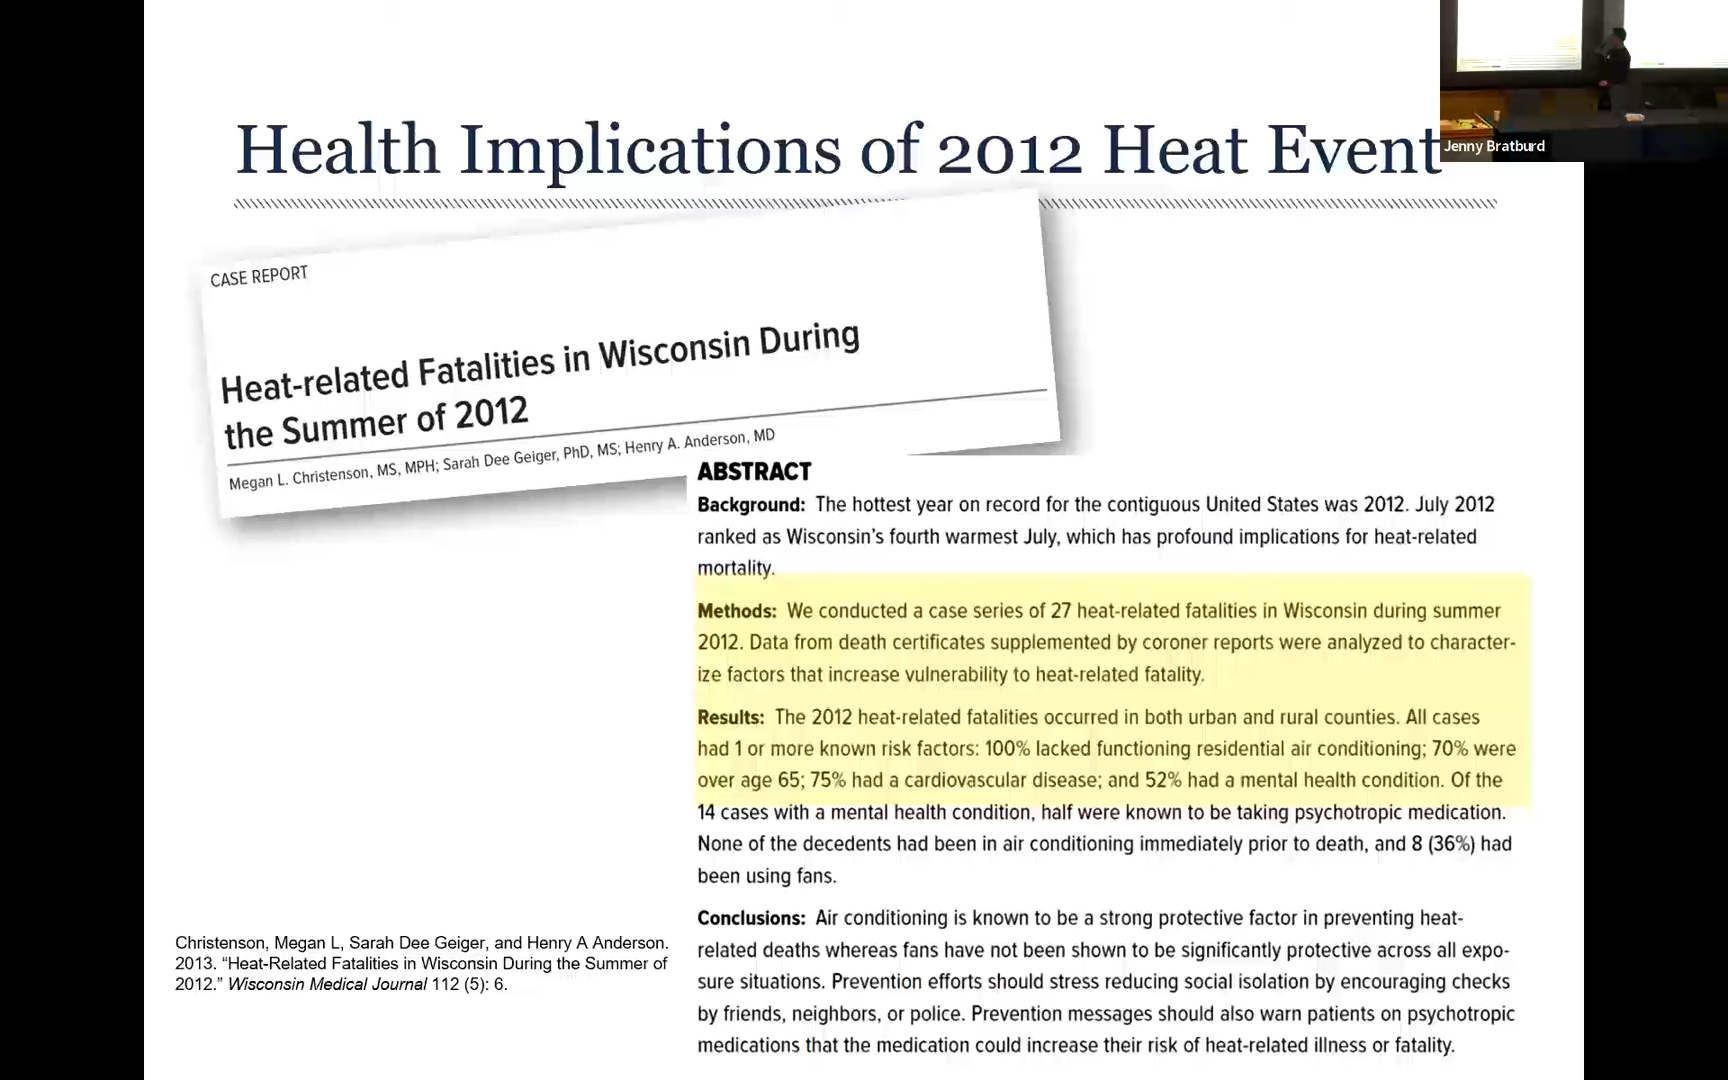 Health Implications of 2012 Heat Event
Jenny Bratburd
CASE REPORT
Heat-related Fatalities in Wisconsin During
the Summer of 2012
Megan L. Christenson, MS, MPH; Sarah Dee Geiger, PhD, MS; Henry A. Anderson, MD
ABSTRACT
Background: The hottest year on record for the contiguous United States was 2012. July 2012
ranked as Wisconsin's fourth warmest July, which has profound implications for heat-related
mortality.
Methods: We conducted a case series of 27 heat-related fatalities in Wisconsin during summer
2012. Data from death certificates supplemented by coroner reports were analyzed to character-
ize factors that increase vulnerability to heat-related fatality.
Results: The 2012 heat-related fatalities occurred in both urban and rural counties. All cases
had 1 or more known risk factors: 100% lacked functioning residential air conditioning; 70% were
over age 65; 75% had a cardiovascular disease; and 52% had a mental health condition. Of the
14 cases with a mental health condition, half were known to be taking psychotropic medication.
None of the decedents had been in air conditioning immediately prior to death, and 8 (36%) had
been using fans.
Conclusions: Air conditioning is known to be a strong protective factor in preventing heat-
related deaths whereas fans have not been shown to be significantly protective across all expo-
sure situations. Prevention efforts should stress reducing social isolation by encouraging checks
by friends, neighbors, or police. Prevention messages should also warn patients on psychotropic
medications that the medication could increase their risk of heat-related illness or fatality.
Christenson, Megan L, Sarah Dee Geiger, and Henry A Anderson.
2013. “Heat-Related Fatalities in Wisconsin During the Summer of
2012.” Wisconsin Medical Journal 112 (5): 6.